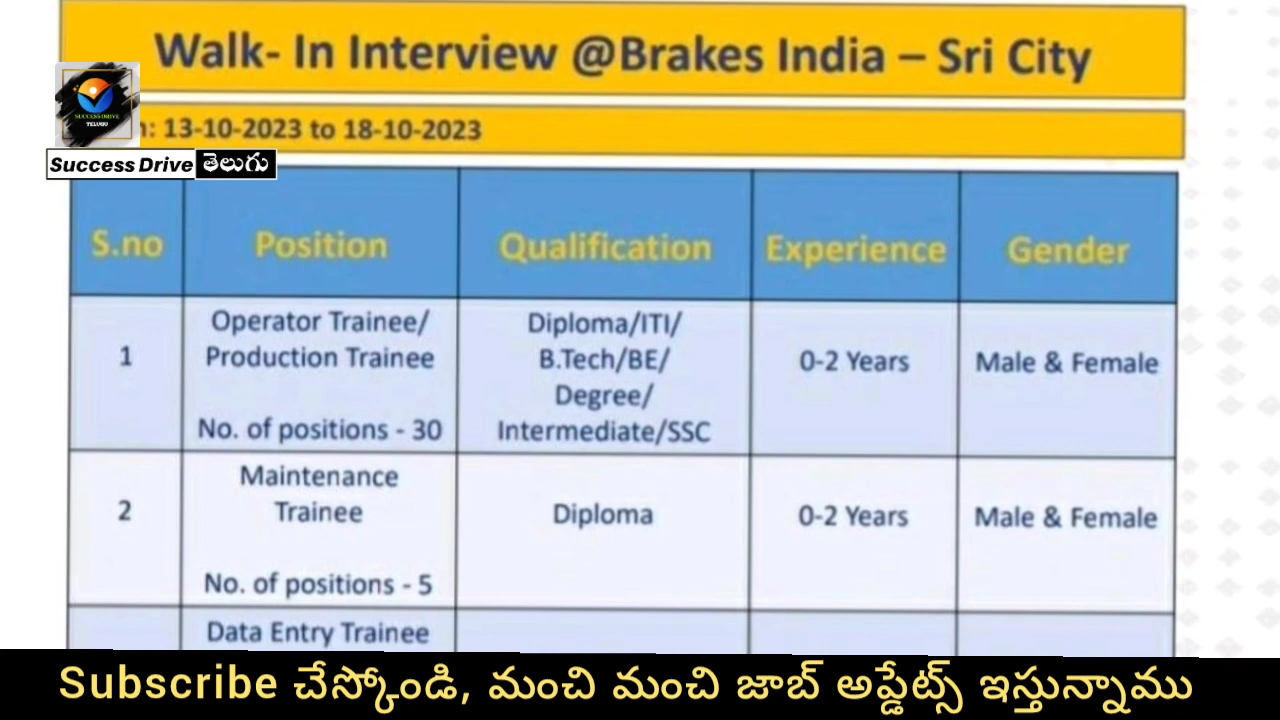 Walk- In Interview @Brakes India – Sri City
13-10-2023 to 18-10-2023
SUCCESS DRIVE
TELUGU
Success Drive తెలుగు
S.no Position Qualification Experience Gender
1
Operator Trainee/
Production Trainee
No. of positions - 30
Diploma/ITI/
B.Tech/BE/
Degree/
Intermediate/SSC
0-2 Years
Male & Female
2
Maintenance
Trainee
No. of positions - 5
Diploma
0-2 Years
Male & Female
Data Entry Trainee
Subscribe చేస్కోండి, మంచి మంచి జాబ్ అప్డేట్స్ ఇస్తున్నాము